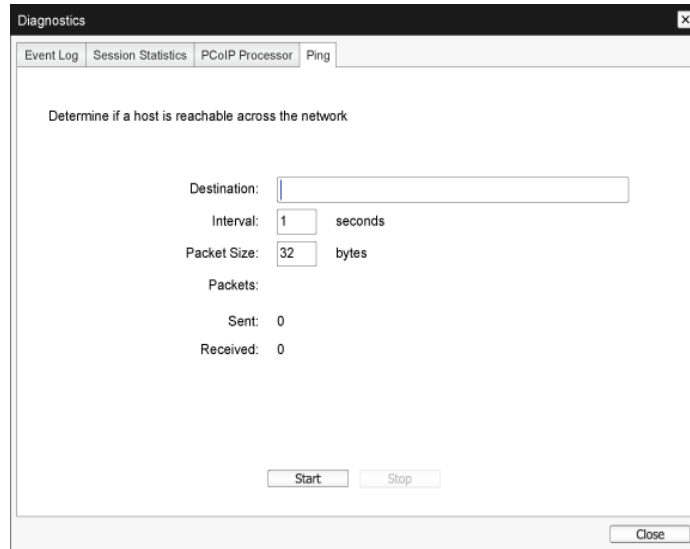 Diagnostics
Event Log Session Statistics PCoIP Processor Ping
Determine if a host is reachable across the network
Destination:
Interval: 1 seconds
Packet Size: 32 bytes
Packets:
Sent: 0
Received: 0
Start Stop
Close